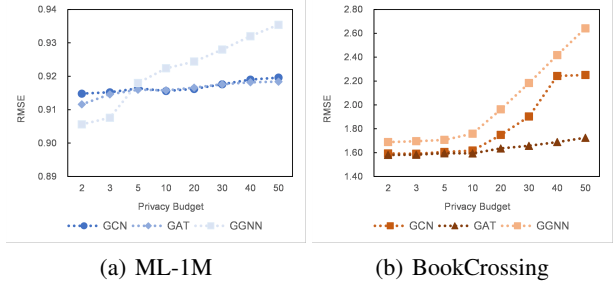 0.94
0.93
0.92
0.91
0.90
0.89
RMSE
2 3 5 10 20 30 40 50
Privacy Budget
GCN GAT GGNN
(a) ML-1M
2.80
2.60
2.40
2.20
2.00
1.80
1.60
1.40
RMSE
2 3 5 10 20 30 40 50
Privacy Budget
GCN GAT GGNN
(b) BookCrossing